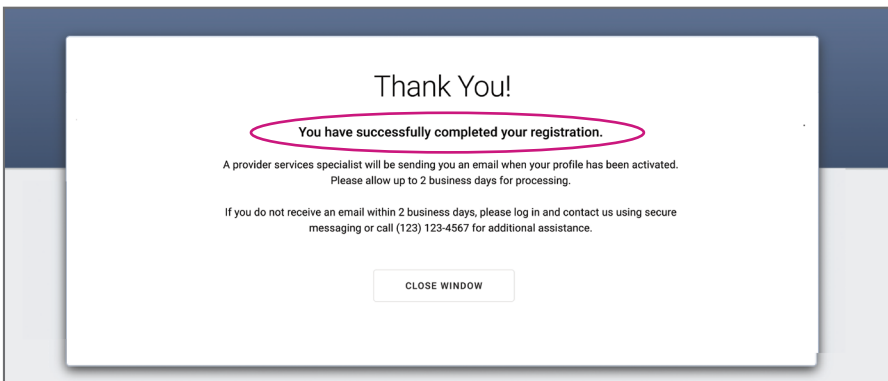 Thank You!
You have successfully completed your registration.
A provider services specialist will be sending you an email when your profile has been activated.
Please allow up to 2 business days for processing.
If you do not receive an email within 2 business days, please log in and contact us using secure
messaging or call (123) 123-4567 for additional assistance.
CLOSE WINDOW